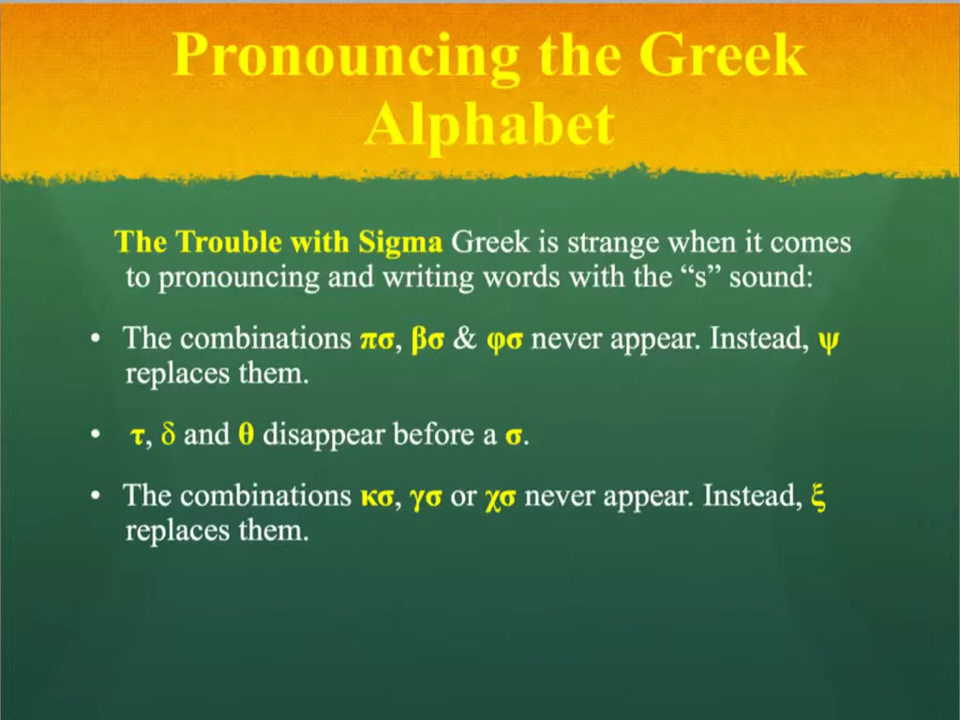 Pronouncing the Greek
Alphabet
The Trouble with Sigma Greek is strange when it comes
to pronouncing and writing words with the “s” sound:
• The combinations πσ, βσ & φσ never appear. Instead, ψ
replaces them.
• τ, δ and θ disappear before a σ.
• The combinations κσ, γσ or χσ never appear. Instead, ξ
replaces them.